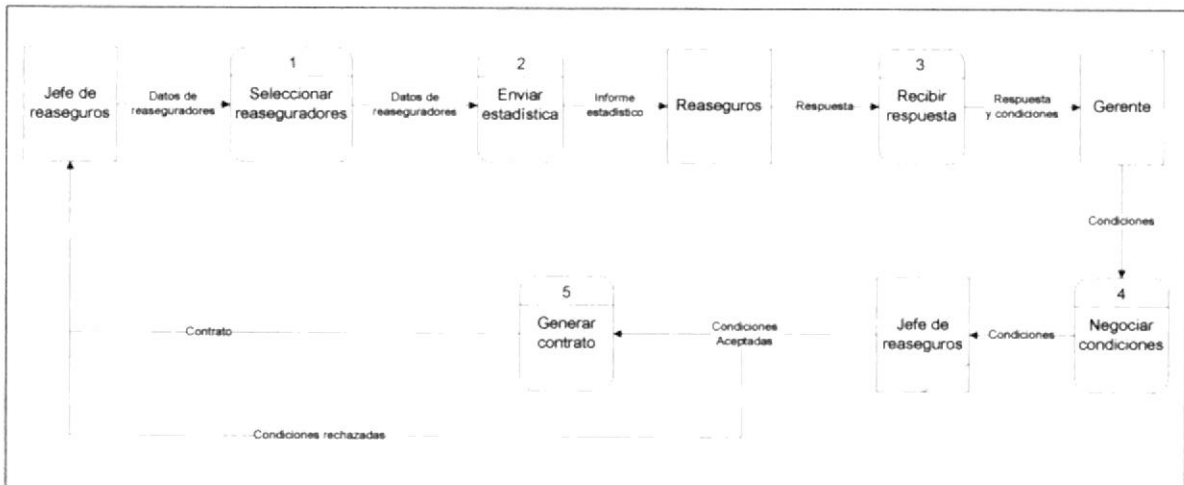 Jefe de
reaseguros
Datos de
reaseguradores
1
Seleccionar
reaseguradores
Datos de
reaseguradores
2
Enviar
estadística
Informe
estadístico
Reaseguros
Respuesta
3
Recibir
respuesta
Respuesta
y condiciones
Gerente
Condiciones
4
Negociar
condiciones
Condiciones
Jefe de
reaseguros
Condiciones
Aceptadas
5
Generar
contrato
Contrato
Condiciones rechazadas